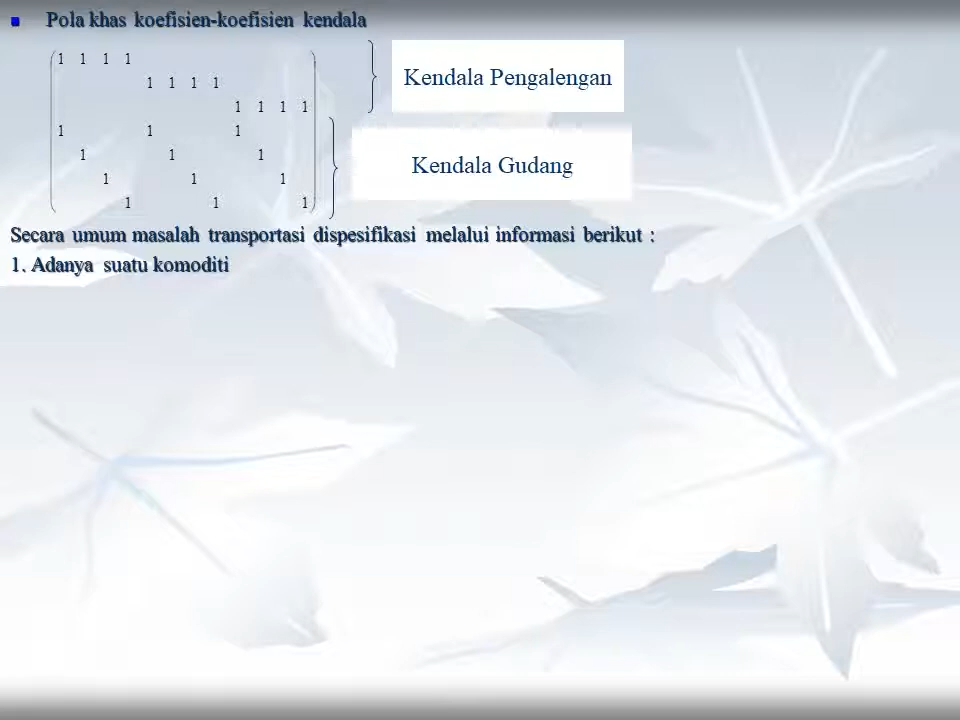 Pola khas koefisien-koefisien kendala
1 1 1 1
1 1 1 1
1 1 1 1
1 1 1
1 1 1
1 1 1
1 1 1
Kendala Pengalengan
Kendala Gudang
Secara umum masalah transportasi dispesifikasi melalui informasi berikut :
1. Adanya suatu komoditi